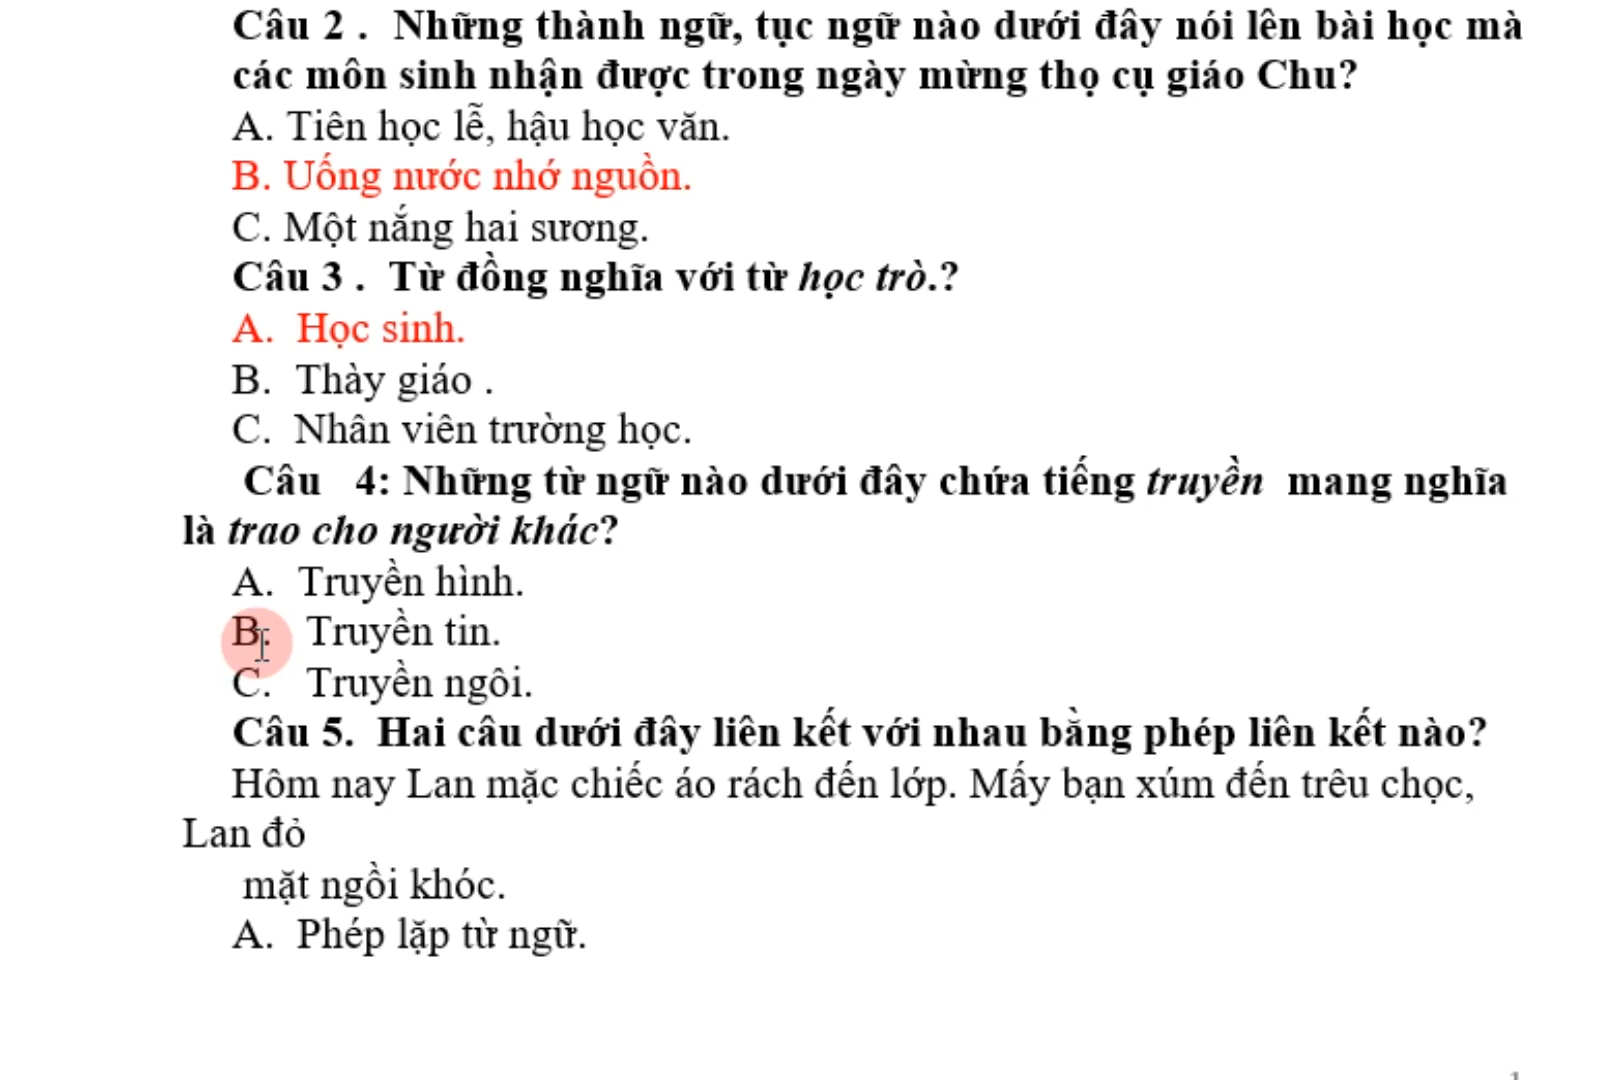 Câu 2 . Những thành ngữ, tục ngữ nào dưới đây nói lên bài học mà
các môn sinh nhận được trong ngày mừng thọ cụ giáo Chu?
A. Tiên học lễ, hậu học văn.
B. Uống nước nhớ nguồn.
C. Một nắng hai sương.
Câu 3 . Từ đồng nghĩa với từ học trò.?
A. Học sinh.
B. Thày giáo .
C. Nhân viên trường học.
Câu 4: Những từ ngữ nào dưới đây chứa tiếng truyền mang nghĩa
là trao cho người khác?
A. Truyền hình.
B. Truyền tin.
C. Truyền ngôi.
Câu 5. Hai câu dưới đây liên kết với nhau bằng phép liên kết nào?
Hôm nay Lan mặc chiếc áo rách đến lớp. Mấy bạn xúm đến trêu chọc,
Lan đỏ
mặt ngồi khóc.
A. Phép lặp từ ngữ.